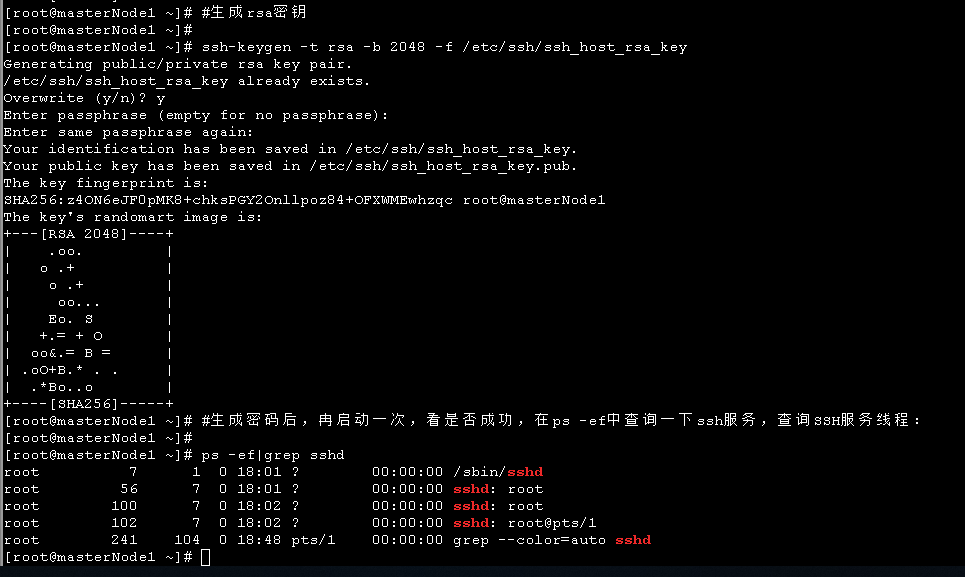 [root@masterNode1 ~]# #生成rsa密钥
[root@masterNode1 ~]#
[root@masterNode1 ~]# ssh-keygen -t rsa -b 2048 -f /etc/ssh/ssh_host_rsa_key
Generating public/private rsa key pair.
/etc/ssh/ssh_host_rsa_key already exists.
Overwrite (y/n)? y
Enter passphrase (empty for no passphrase):
Enter same passphrase again:
Your identification has been saved in /etc/ssh/ssh_host_rsa_key.
Your public key has been saved in /etc/ssh/ssh_host_rsa_key.pub.
The key fingerprint is:
SHA256:z4ON6eJF0pMK8+chksPGY2Onllpoz84+OFXWMEwhzqc root@masterNode1
The key's randomart image is:
+---[RSA 2048]----+
|     .oo.        |
|    o .+         |
|     o .+        |
|      oo...      |
|     Eo. S       |
|    +.= + O      |
|   oo&.= B =     |
|  .oO+B.* . .    |
|   .*Bo..o       |
+----[SHA256]-----+
[root@masterNode1 ~]# #生成密码后，冉启动一次，看是否成功，在ps -ef中查询一下ssh服务，查询SSH服务线程：
[root@masterNode1 ~]#
[root@masterNode1 ~]# ps -ef|grep sshd
root          7      1  0 18:01 ?        00:00:00 /sbin/sshd
root         56      7  0 18:01 ?        00:00:00 sshd: root
root        100      7  0 18:02 ?        00:00:00 sshd: root
root        102      7  0 18:02 ?        00:00:00 sshd: root@pts/1
root        241    104  0 18:48 pts/1    00:00:00 grep --color=auto sshd
[root@masterNode1 ~]#